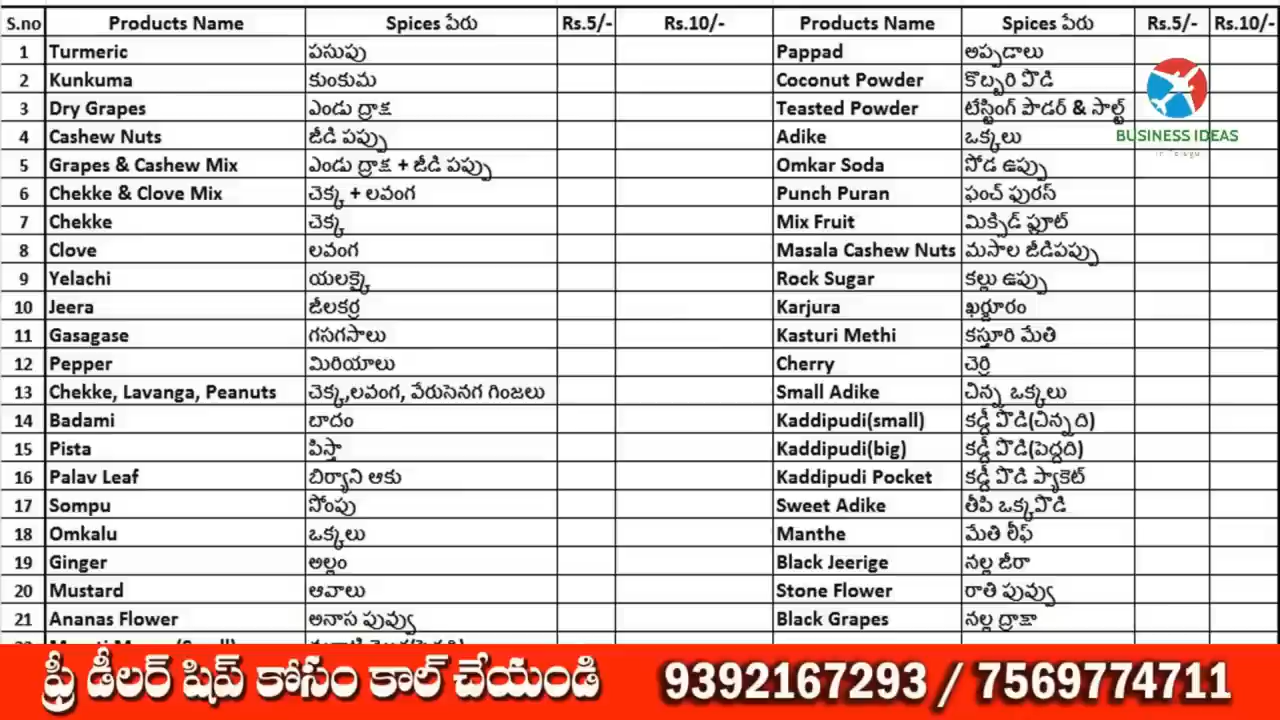 S.no Products Name Spices పేరు Rs.5/- Rs.10/- Products Name Spices పేరు Rs.5/- Rs.10/-
1 Turmeric పసుపు Pappad అప్పడాలు
2 Kunkuma కుంకుమ Coconut Powder కొబ్బరి పొడి
3 Dry Grapes ఎండు ద్రాక్ష Teasted Powder టేస్టింగ్ పౌడర్ & సాల్ట్
4 Cashew Nuts జీడి పప్పు Adike ఒక్కలు
BUSINESS IDEAS
in Telugu
5 Grapes & Cashew Mix ఎండు ద్రాక్ష + జీడి పప్పు Omkar Soda సోడ ఉప్పు
6 Chekke & Clove Mix చెక్క + లవంగ Punch Puran ఫంచ్ ఫురస్
7 Chekke చెక్క Mix Fruit మిక్సిడ్ ఫ్లూట్
8 Clove లవంగ Masala Cashew Nuts మసాల జీడిపప్పు
9 Yelachi యలక్కై Rock Sugar కల్లు ఉప్పు
10 Jeera జీలకర్ర Karjura ఖర్జూరం
11 Gasagase గసగసాలు Kasturi Methi కస్తూరి మేతి
12 Pepper మిరియాలు Cherry చెర్రి
13 Chekke, Lavanga, Peanuts చెక్క,లవంగ, వేరుసెనగ గింజలు Small Adike చిన్న ఒక్కలు
14 Badami బాదం Kaddipudi(small) కడ్డీ పొడి(చిన్నది)
15 Pista పిస్తా Kaddipudi(big) కడ్డీ పొడి(పెద్దది)
16 Palav Leaf బిర్యాని ఆకు Kaddipudi Pocket కడ్డీ పొడి ప్యాకెట్
17 Sompu సోంపు Sweet Adike తీపి ఒక్కపొడి
18 Omkalu ఒక్కలు Manthe మేతి లీఫ్
19 Ginger అల్లం Black Jeerige నల్ల జీరా
20 Mustard ఆవాలు Stone Flower రాతి పువ్వు
21 Ananas Flower అనాస పువ్వు Black Grapes నల్ల ద్రాక్షా
ఫ్రీ డీలర్ షిప్ కోసం కాల్ చేయండి 9392167293 / 7569774711